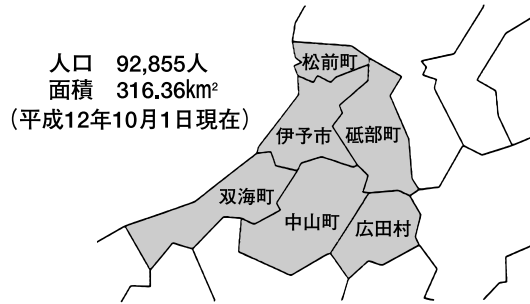 人口 92,855人
面積 316.36km²
（平成12年10月1日現在）
松前町
伊予市
砥部町
双海町
中山町
広田村